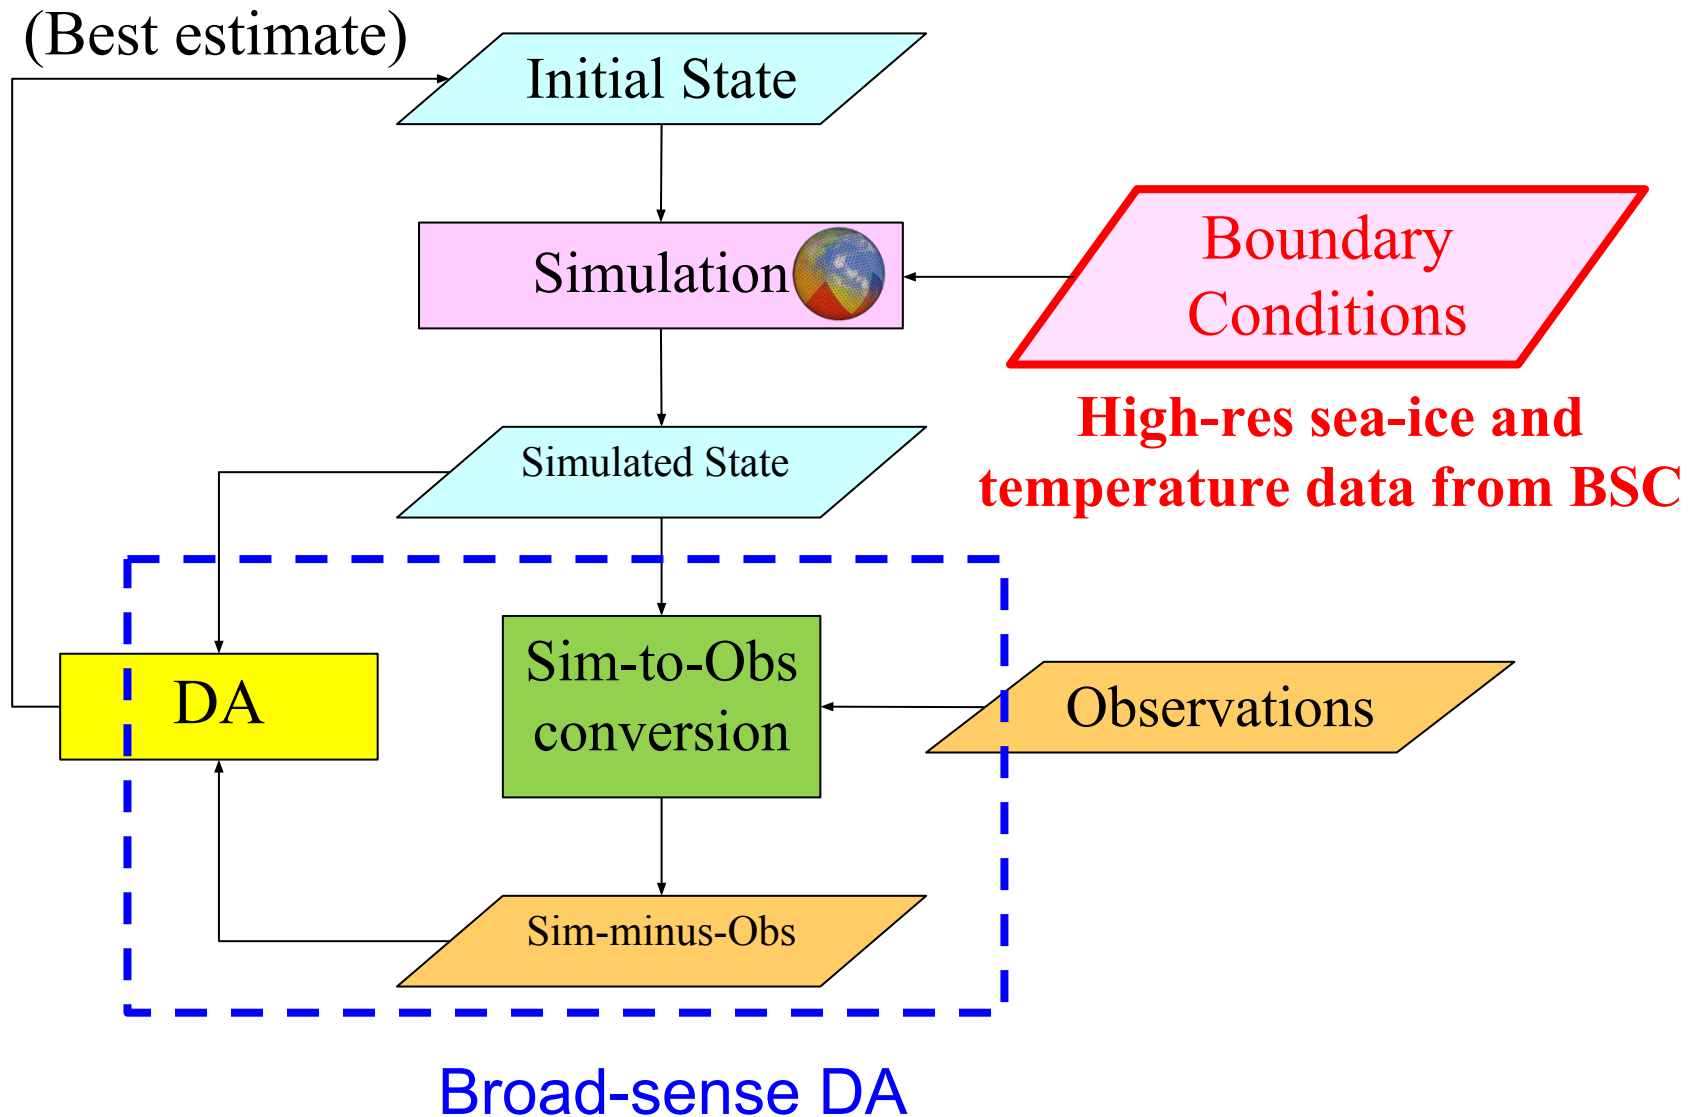 (Best estimate)
Initial State
Simulation
Boundary
Conditions
High-res sea-ice and
temperature data from BSC
Simulated State
DA
Sim-to-Obs
conversion
Observations
Sim-minus-Obs
Broad-sense DA